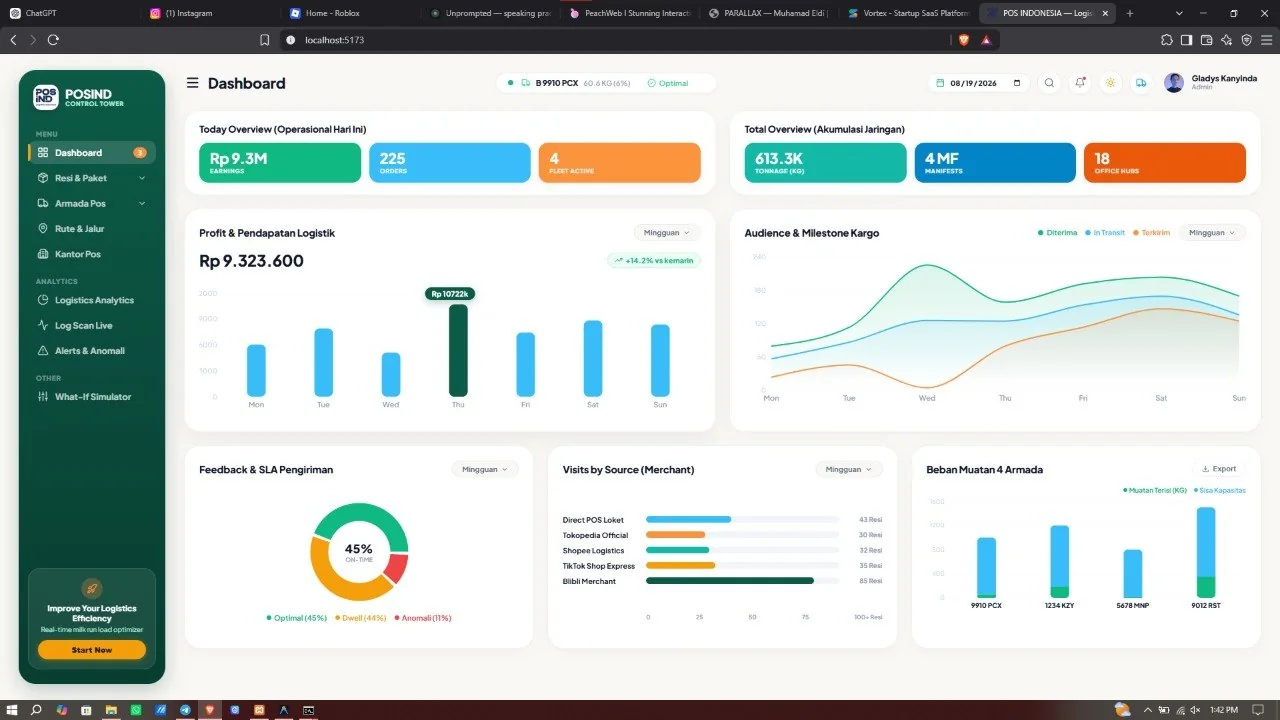 ChatGPT
(1) Instagram
Home - Roblox
Unprompted — speaking prac
PeachWeb I Stunning Interact
PARALLAX — Muhamad Eldi
Vortex - Startup SaaS Platform
POS INDONESIA — Logis
localhost:5173
POS IND
POSIND
CONTROL TOWER
MENU
Dashboard 3
Resi & Paket
Armada Pos
Rute & Jalur
Kantor Pos
ANALYTICS
Logistics Analytics
Log Scan Live
Alerts & Anomali
OTHER
What-If Simulator
Improve Your Logistics
Efficiency
Real-time milk run load optimizer
Start Now
Dashboard
B 9910 PCX 60.6 KG (6%) Optimal
08/19/2026
Gladys Kanyinda
Admin
Today Overview (Operasional Hari Ini)
Rp 9.3M
EARNINGS
225
ORDERS
4
FLEET ACTIVE
Total Overview (Akumulasi Jaringan)
613.3K
TONNAGE (KG)
4 MF
MANIFESTS
18
OFFICE HUBS
Profit & Pendapatan Logistik
Mingguan
Rp 9.323.600
+14.2% vs kemarin
Rp 10722k
9000
6000
3000
0
Mon Tue Wed Thu Fri Sat Sun
Audience & Milestone Kargo
Diterima In Transit Terkirim
Mingguan
240
180
120
60
0
Mon Tue Wed Thu Fri Sat Sun
Feedback & SLA Pengiriman
Mingguan
45%
ON-TIME
Optimal (45%) Dwell (44%) Anomali (11%)
Visits by Source (Merchant)
Mingguan
Direct POS Loket 43 Resi
Tokopedia Official 30 Resi
Shopee Logistics 32 Resi
TikTok Shop Express 35 Resi
Blibli Merchant 85 Resi
0 25 50 75 100+ Resi
Beban Muatan 4 Armada
Export
Muatan Terisi (KG) Sisa Kapasitas
1200
0
9910 PCX 1234 KZY 5678 MNP 9012 RST
1:42 PM